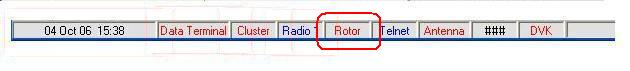 04 Oct 06 15:38 Data Terminal Cluster Radio Rotor Telnet Antenna ### DVK